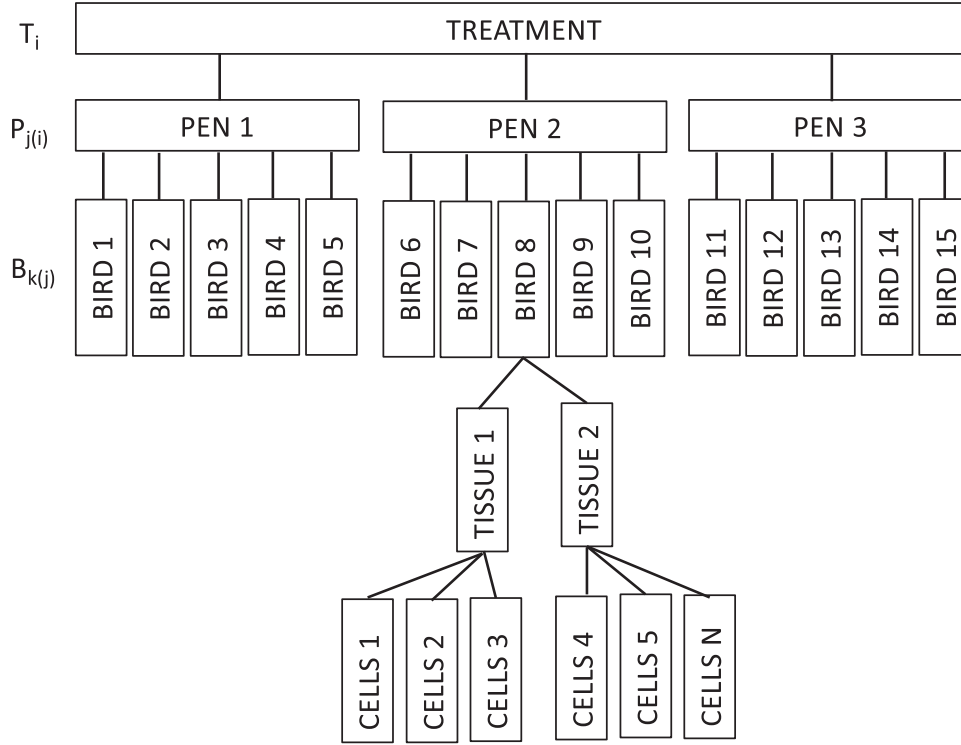 T_i TREATMENT
P_j(i) PEN 1 PEN 2 PEN 3
B_k(j) BIRD 1 BIRD 2 BIRD 3 BIRD 4 BIRD 5 BIRD 6 BIRD 7 BIRD 8 BIRD 9 BIRD 10 BIRD 11 BIRD 12 BIRD 13 BIRD 14 BIRD 15
TISSUE 1 TISSUE 2
CELLS 1 CELLS 2 CELLS 3 CELLS 4 CELLS 5 CELLS N